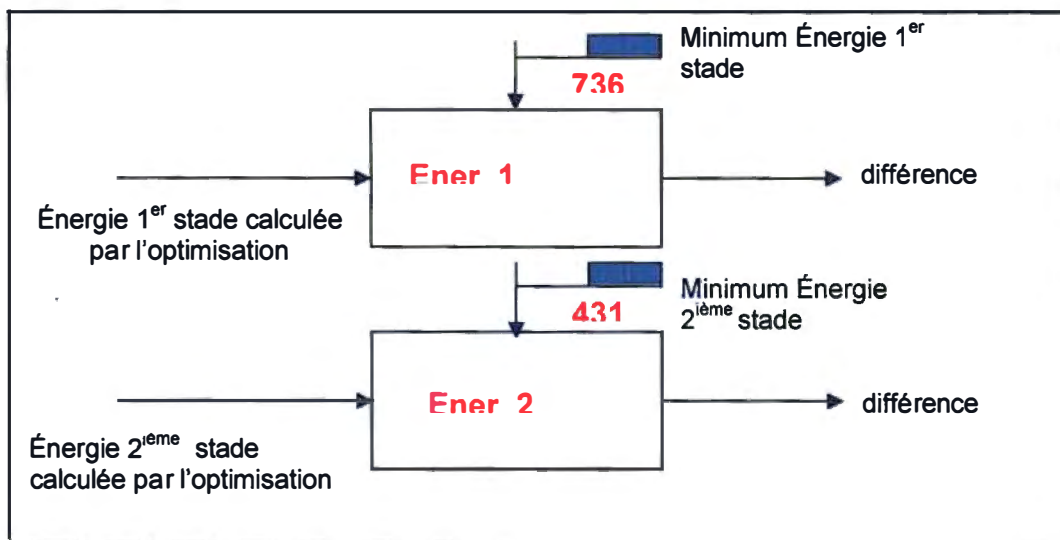 Minimum Énergie 1er
stade
736
Ener 1
différence
Énergie 1er stade calculée
par l'optimisation
Minimum Énergie
2ième stade
431
Ener 2
différence
Énergie 2ième stade
calculée par l'optimisation